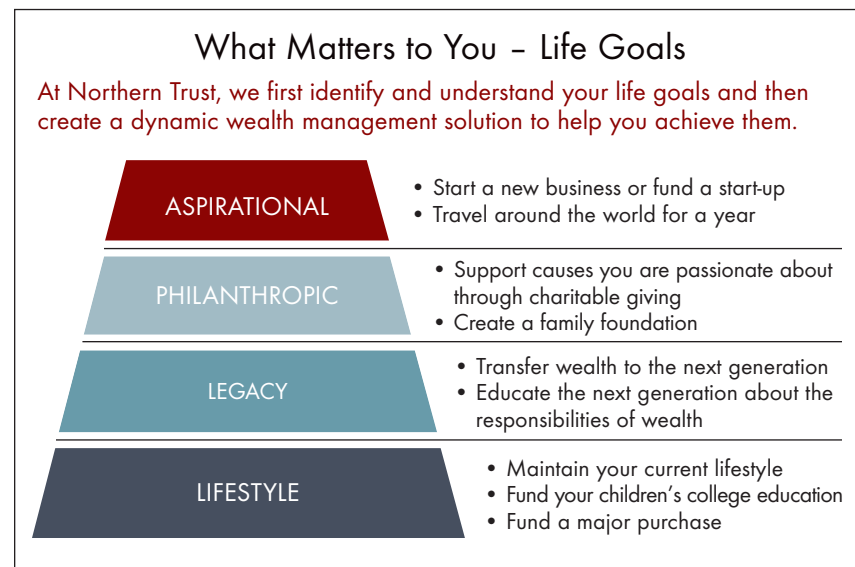 What Matters to You – Life Goals
At Northern Trust, we first identify and understand your life goals and then
create a dynamic wealth management solution to help you achieve them.
ASPIRATIONAL
• Start a new business or fund a start-up
• Travel around the world for a year
PHILANTHROPIC
• Support causes you are passionate about
through charitable giving
• Create a family foundation
LEGACY
• Transfer wealth to the next generation
• Educate the next generation about the
responsibilities of wealth
LIFESTYLE
• Maintain your current lifestyle
• Fund your children’s college education
• Fund a major purchase